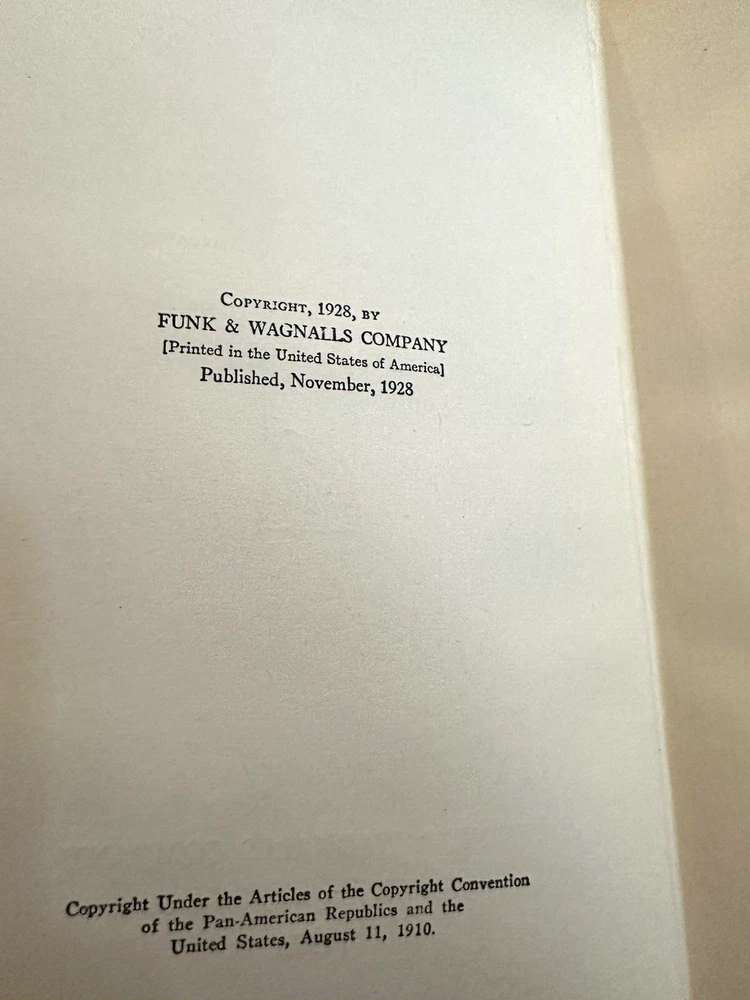 COPYRIGHT, 1928, BY
FUNK & WAGNALLS COMPANY
[Printed in the United States of America]
Published, November, 1928
Copyright Under the Articles of the Copyright Convention
of the Pan-American Republics and the
United States, August 11, 1910.